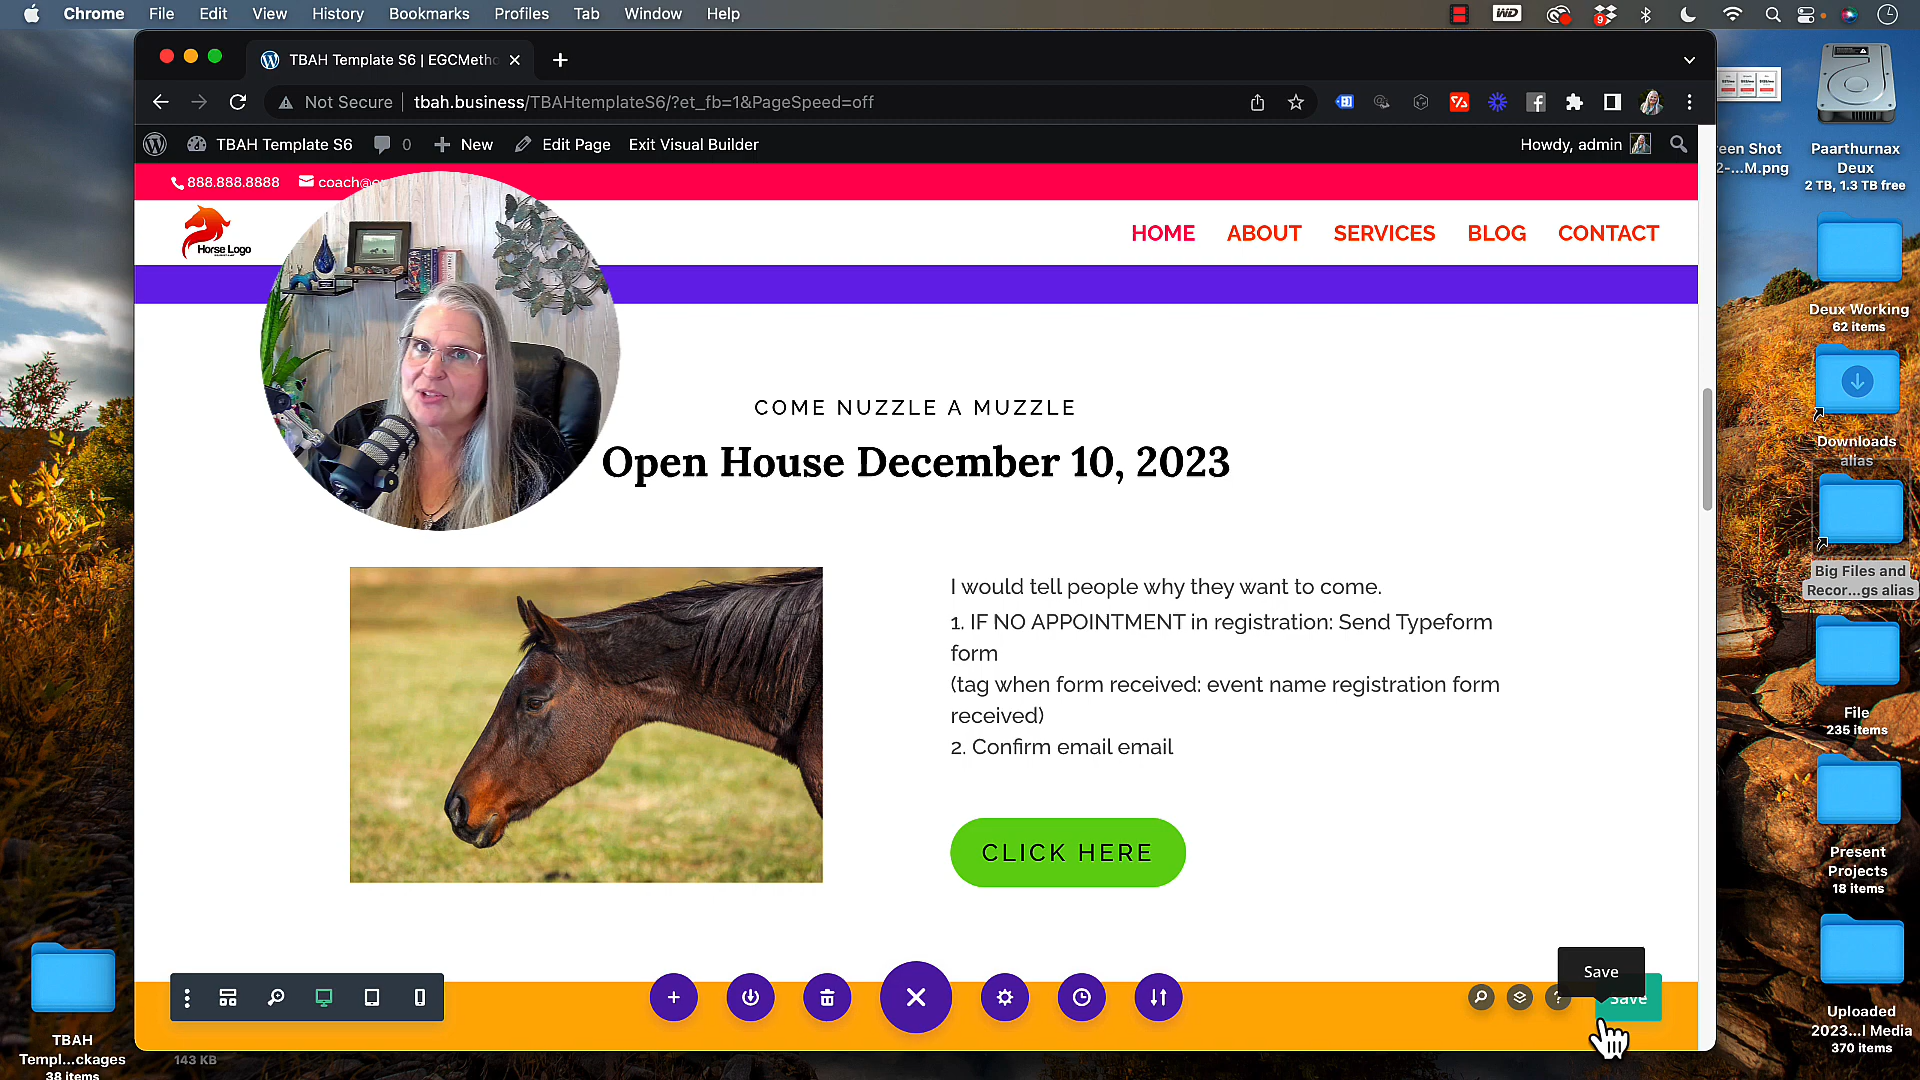 Chrome File Edit View History Bookmarks Profiles Tab Window Help
WD
9
TBAH Template S6 | EGCMetho
Not Secure tbah.business/TBAHtemplateS6/?et_fb=1&PageSpeed=off
TBAH Template S6 0 New Edit Page Exit Visual Builder Howdy, admin
888.888.8888 coach@
Horse Logo
HOME ABOUT SERVICES BLOG CONTACT
COME NUZZLE A MUZZLE
Open House December 10, 2023
I would tell people why they want to come.
1. IF NO APPOINTMENT in registration: Send Typeform
form
(tag when form received: event name registration form
received)
2. Confirm email email
CLICK HERE
Save
Save
?
een Shot
2-...M.png
Paarthurnax
Deux
2 TB, 1.3 TB free
Deux Working
62 items
Downloads
alias
Big Files and
Recor...gs alias
File
235 items
Present
Projects
18 items
Uploaded
2023...l Media
370 items
TBAH
Templ...ckages
38 items
143 KB